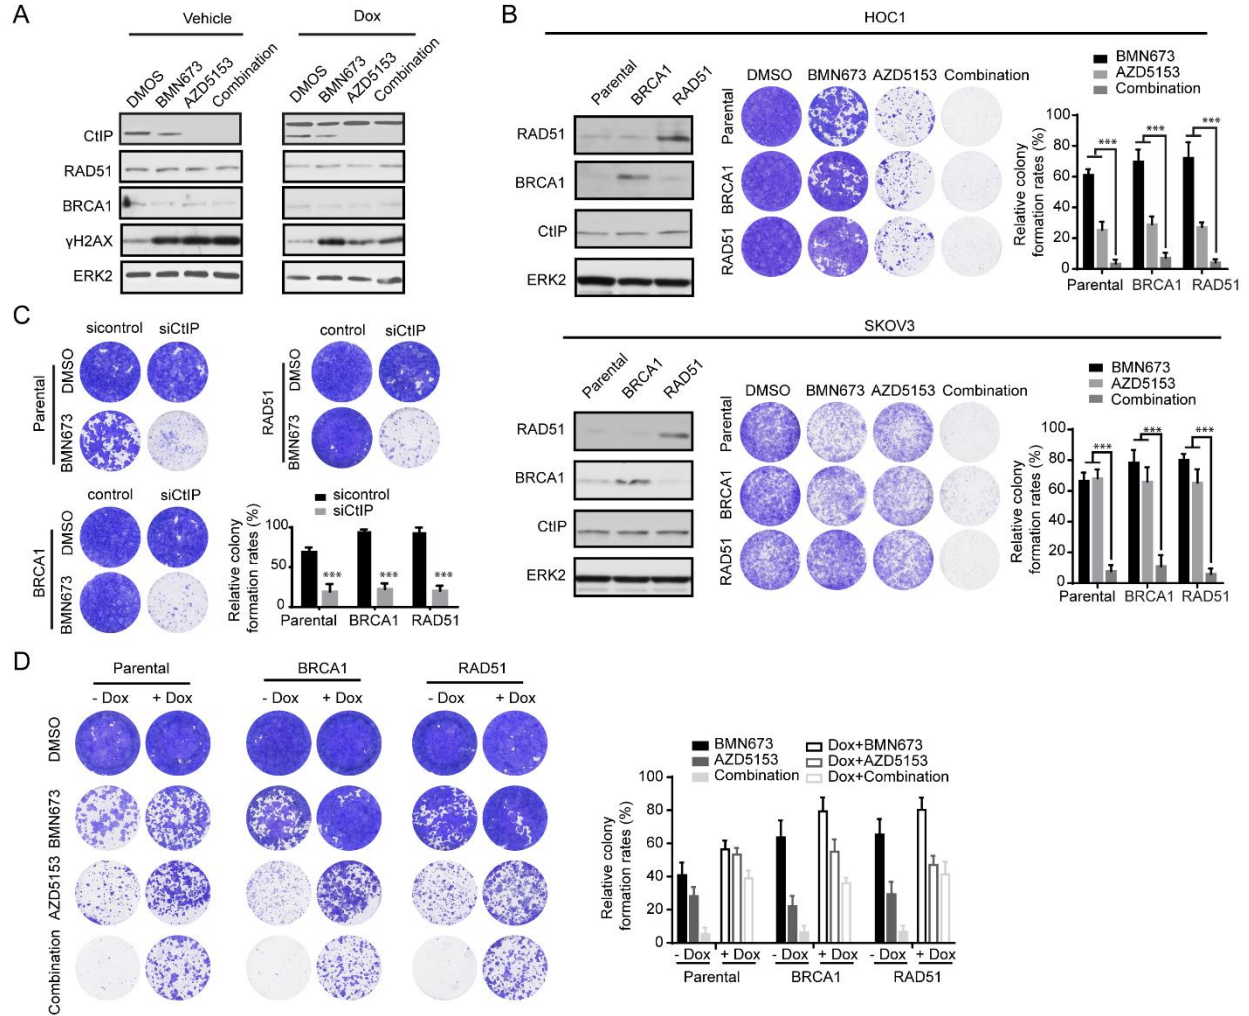 A
Vehicle
Dox
DMOS
BMN673
AZD5153
Combination
DMOS
BMN673
AZD5153
Combination
CtIP
RAD51
BRCA1
γH2AX
ERK2
B
HOC1
Parental
BRCA1
RAD51
RAD51
BRCA1
CtIP
ERK2
DMSO
BMN673
AZD5153
Combination
Parental
BRCA1
RAD51
BMN673
AZD5153
Combination
Relative colony
formation rates (%)
100
80
60
40
20
0
***
***
***
Parental
BRCA1
RAD51
SKOV3
Parental
BRCA1
RAD51
RAD51
BRCA1
CtIP
ERK2
DMSO
BMN673
AZD5153
Combination
Parental
BRCA1
RAD51
BMN673
AZD5153
Combination
Relative colony
formation rates (%)
100
80
60
40
20
0
***
***
***
Parental
BRCA1
RAD51
C
sicontrol
siCtIP
Parental
DMSO
BMN673
control
siCtIP
RAD51
DMSO
BMN673
control
siCtIP
BRCA1
DMSO
BMN673
sicontrol
siCtIP
Relative colony
formation rates (%)
100
50
0
***
***
***
Parental
BRCA1
RAD51
D
Parental
BRCA1
RAD51
- Dox
+ Dox
- Dox
+ Dox
- Dox
+ Dox
DMSO
BMN673
AZD5153
Combination
BMN673
AZD5153
Combination
Dox+BMN673
Dox+AZD5153
Dox+Combination
Relative colony
formation rates (%)
100
80
60
40
20
0
- Dox
+ Dox
- Dox
+ Dox
- Dox
+ Dox
Parental
BRCA1
RAD51